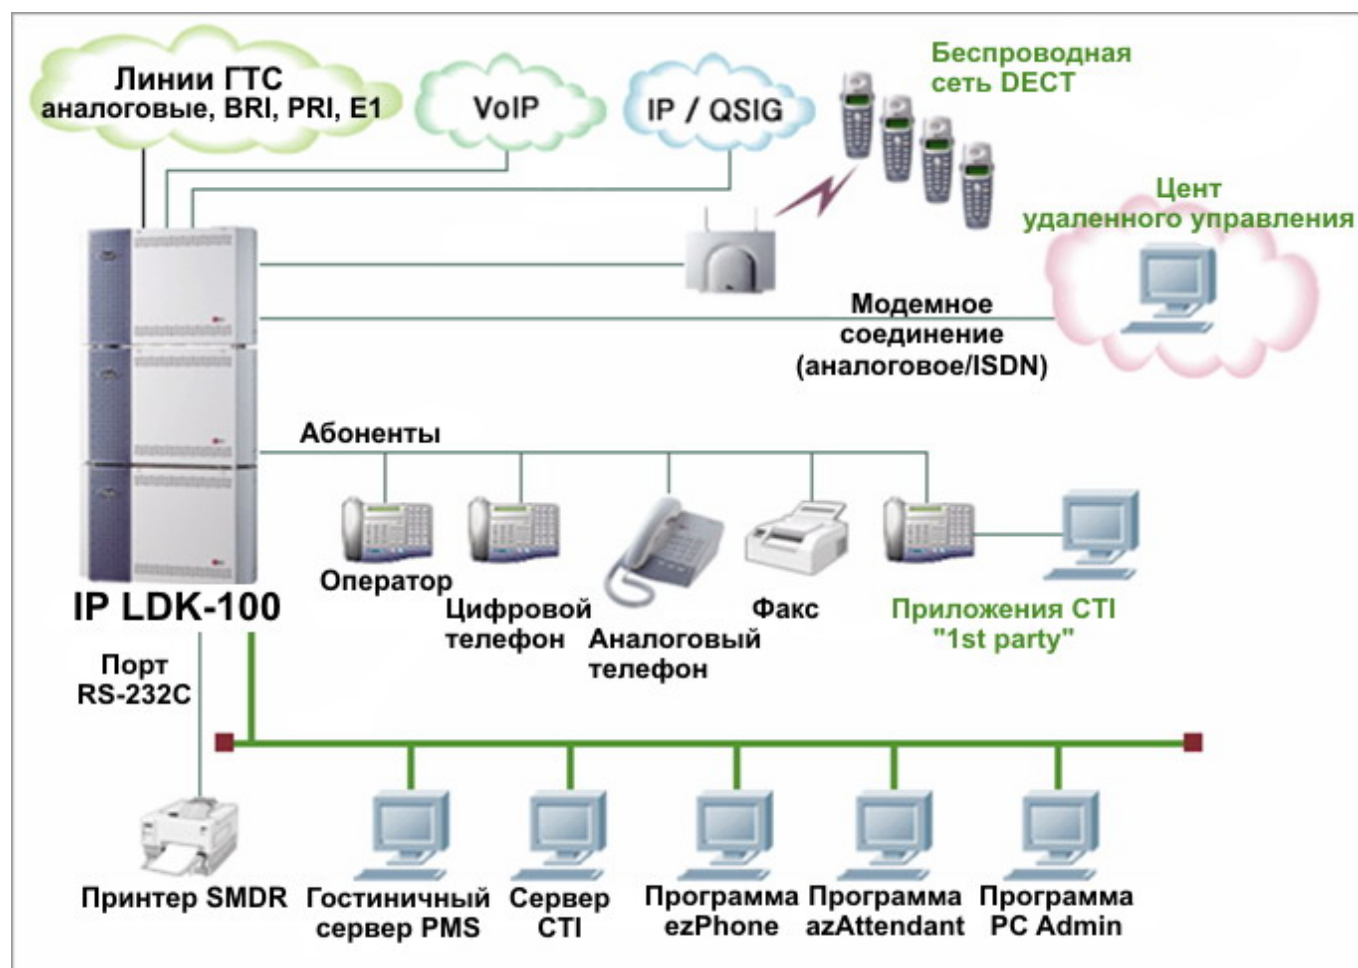 Линии ГТС
аналоговые, BRI, PRI, E1
VoIP
IP / QSIG
Беспроводная
сеть DECT
Цент
удаленного управления
Модемное
соединение
(аналоговое/ISDN)
Абоненты
Оператор
Цифровой
телефон
Аналоговый
телефон
Факс
Приложения CTI
"1st party"
IP LDK-100
Порт
RS-232C
Принтер SMDR
Гостиничный
сервер PMS
Сервер
CTI
Программа
ezPhone
Программа
azAttendant
Программа
PC Admin